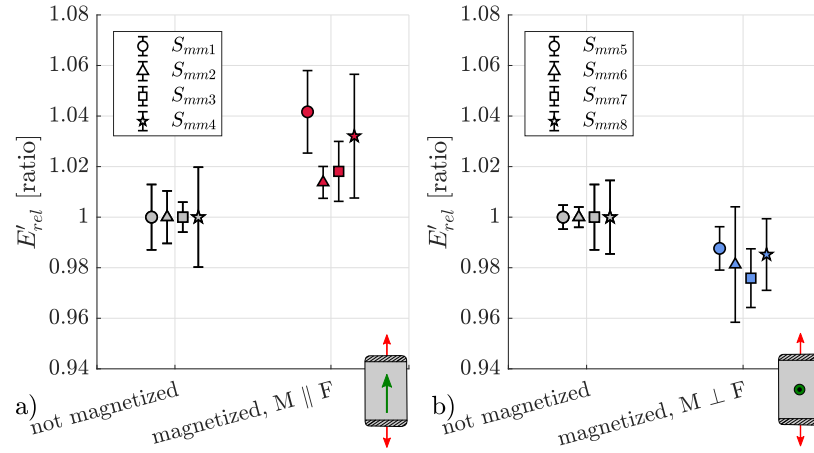 1.08
1.06
1.04
1.02
1
0.98
0.96
0.94
E′rel [ratio]
Smm1
Smm2
Smm3
Smm4
not magnetized
magnetized, M ∥ F
a)
1.08
1.06
1.04
1.02
1
0.98
0.96
0.94
E′rel [ratio]
Smm5
Smm6
Smm7
Smm8
not magnetized
magnetized, M ⊥ F
b)